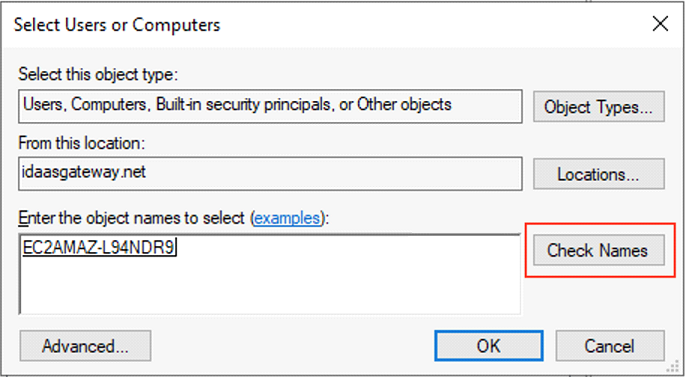 Select Users or Computers
Select this object type:
Users, Computers, Built-in security principals, or Other objects
Object Types...
From this location:
idaasgateway.net
Locations...
Enter the object names to select (examples):
EC2AMAZ-L94NDR9
Check Names
Advanced...
OK
Cancel